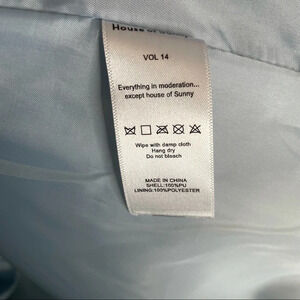 House of Sunny
VOL 14
Everything in moderation...
except house of Sunny
Wipe with damp cloth
Hang dry
Do not bleach
MADE IN CHINA
SHELL:100%PU
LINING:100%POLYESTER